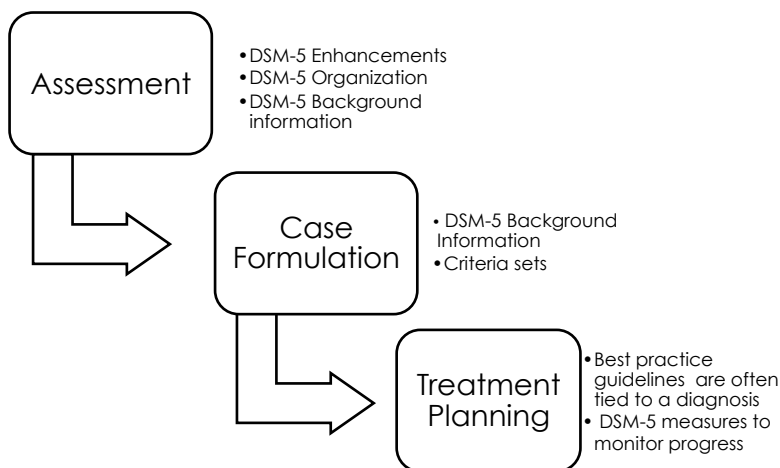 Assessment
•DSM-5 Enhancements
•DSM-5 Organization
•DSM-5 Background
information
Case
Formulation
• DSM-5 Background
Information
•Criteria sets
Treatment
Planning
•Best practice
guidelines are often
tied to a diagnosis
• DSM-5 measures to
monitor progress